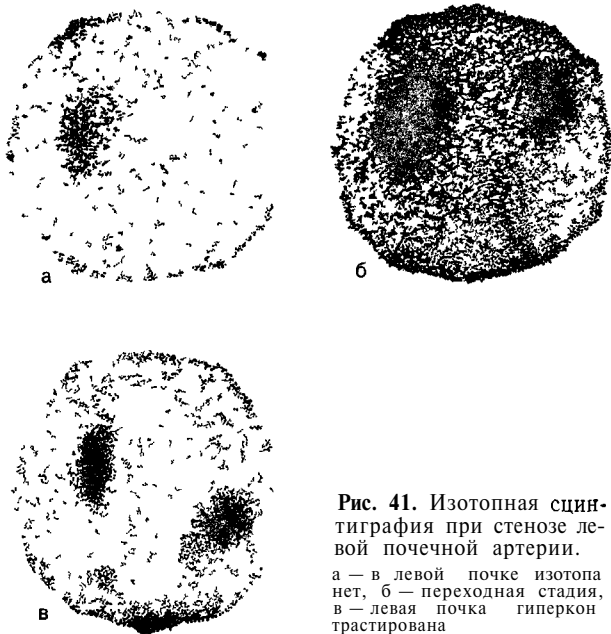 а
б
в
Рис. 41. Изотопная сцин-
тиграфия при стенозе ле-
вой почечной артерии.
а — в левой почке изотопа
нет, б — переходная стадия,
в — левая почка гиперкон
трастирована